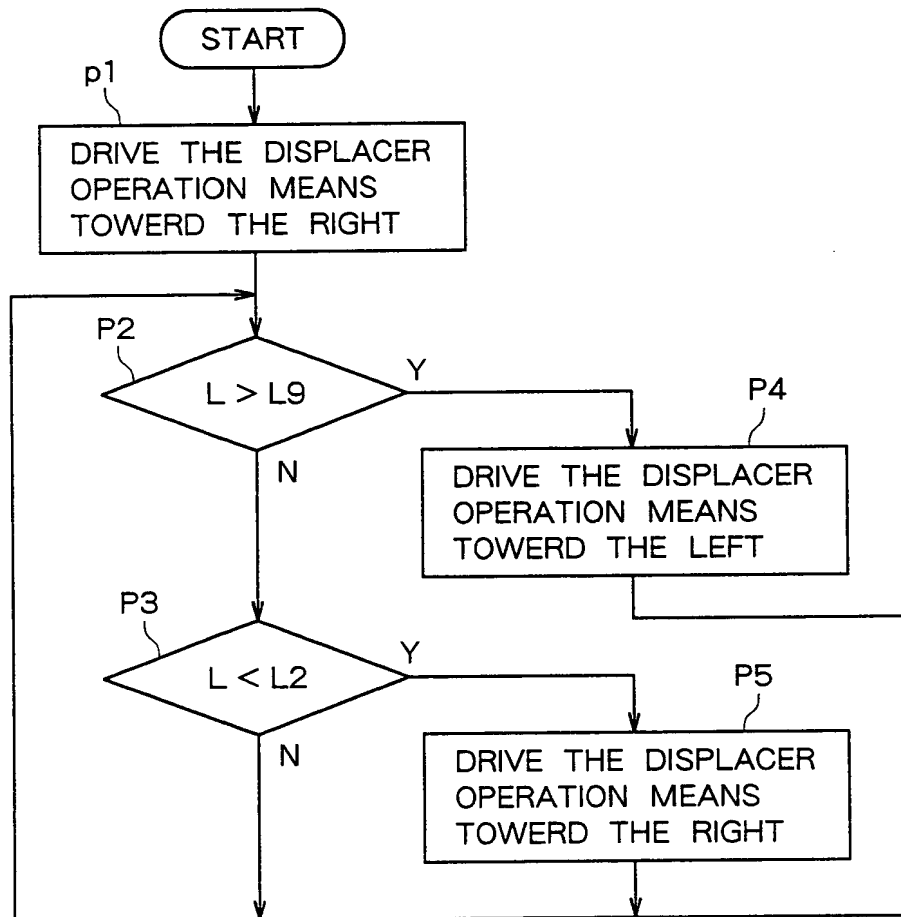 START
p1
DRIVE THE DISPLACER
OPERATION MEANS
TOWERD THE RIGHT
P2
L > L9
Y
N
P4
DRIVE THE DISPLACER
OPERATION MEANS
TOWERD THE LEFT
P3
L < L2
Y
N
P5
DRIVE THE DISPLACER
OPERATION MEANS
TOWERD THE RIGHT